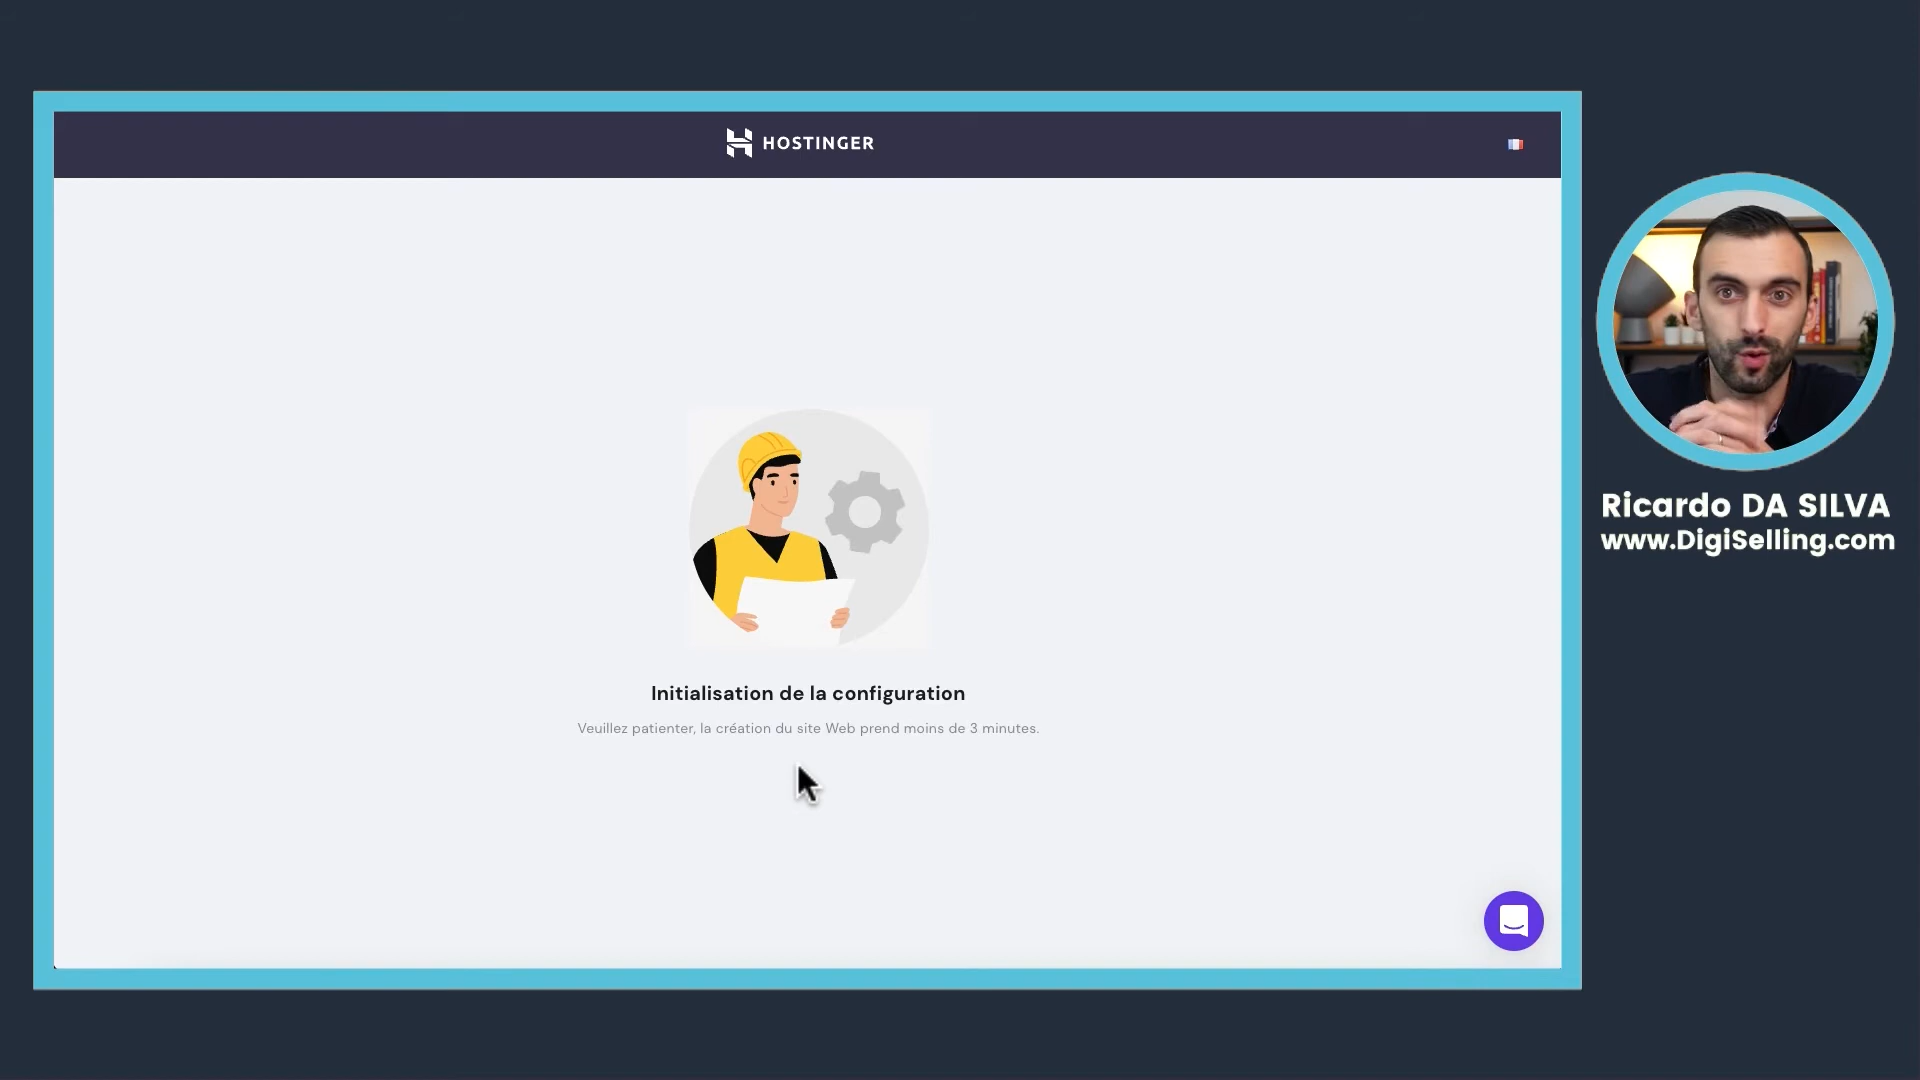 HOSTINGER
Initialisation de la configuration
Veuillez patienter, la création du site Web prend moins de 3 minutes.
Ricardo DA SILVA
www.DigiSelling.com